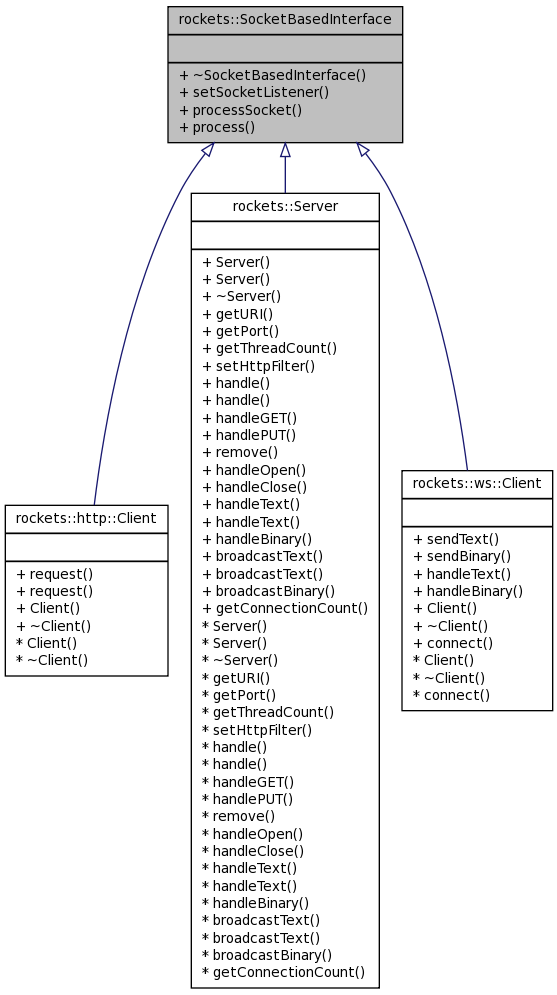 rockets::SocketBasedInterface
+ ~SocketBasedInterface()
+ setSocketListener()
+ processSocket()
+ process()
rockets::http::Client
+ request()
+ request()
+ Client()
+ ~Client()
* Client()
* ~Client()
rockets::Server
+ Server()
+ Server()
+ ~Server()
+ getURI()
+ getPort()
+ getThreadCount()
+ setHttpFilter()
+ handle()
+ handle()
+ handleGET()
+ handlePUT()
+ remove()
+ handleOpen()
+ handleClose()
+ handleText()
+ handleText()
+ handleBinary()
+ broadcastText()
+ broadcastText()
+ broadcastBinary()
+ getConnectionCount()
* Server()
* Server()
* ~Server()
* getURI()
* getPort()
* getThreadCount()
* setHttpFilter()
* handle()
* handle()
* handleGET()
* handlePUT()
* remove()
* handleOpen()
* handleClose()
* handleText()
* handleText()
* handleBinary()
* broadcastText()
* broadcastText()
* broadcastBinary()
* getConnectionCount()
rockets::ws::Client
+ sendText()
+ sendBinary()
+ handleText()
+ handleBinary()
+ Client()
+ ~Client()
+ connect()
* Client()
* ~Client()
* connect()